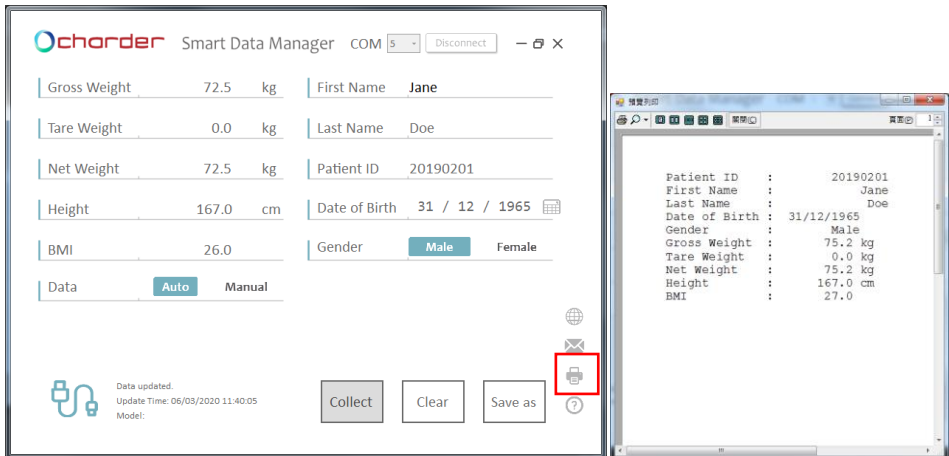 charder Smart Data Manager COM 5 Disconnect
Gross Weight 72.5 kg
Tare Weight 0.0 kg
Net Weight 72.5 kg
Height 167.0 cm
BMI 26.0
Data Auto Manual
First Name Jane
Last Name Doe
Patient ID 20190201
Date of Birth 31 / 12 / 1965
Gender Male Female
Data updated.
Update Time: 06/03/2020 11:40:05
Model:
Collect Clear Save as
預覽列印
關閉(C) 頁面(P) 1
Patient ID : 20190201
First Name : Jane
Last Name : Doe
Date of Birth : 31/12/1965
Gender : Male
Gross Weight : 75.2 kg
Tare Weight : 0.0 kg
Net Weight : 75.2 kg
Height : 167.0 cm
BMI : 27.0